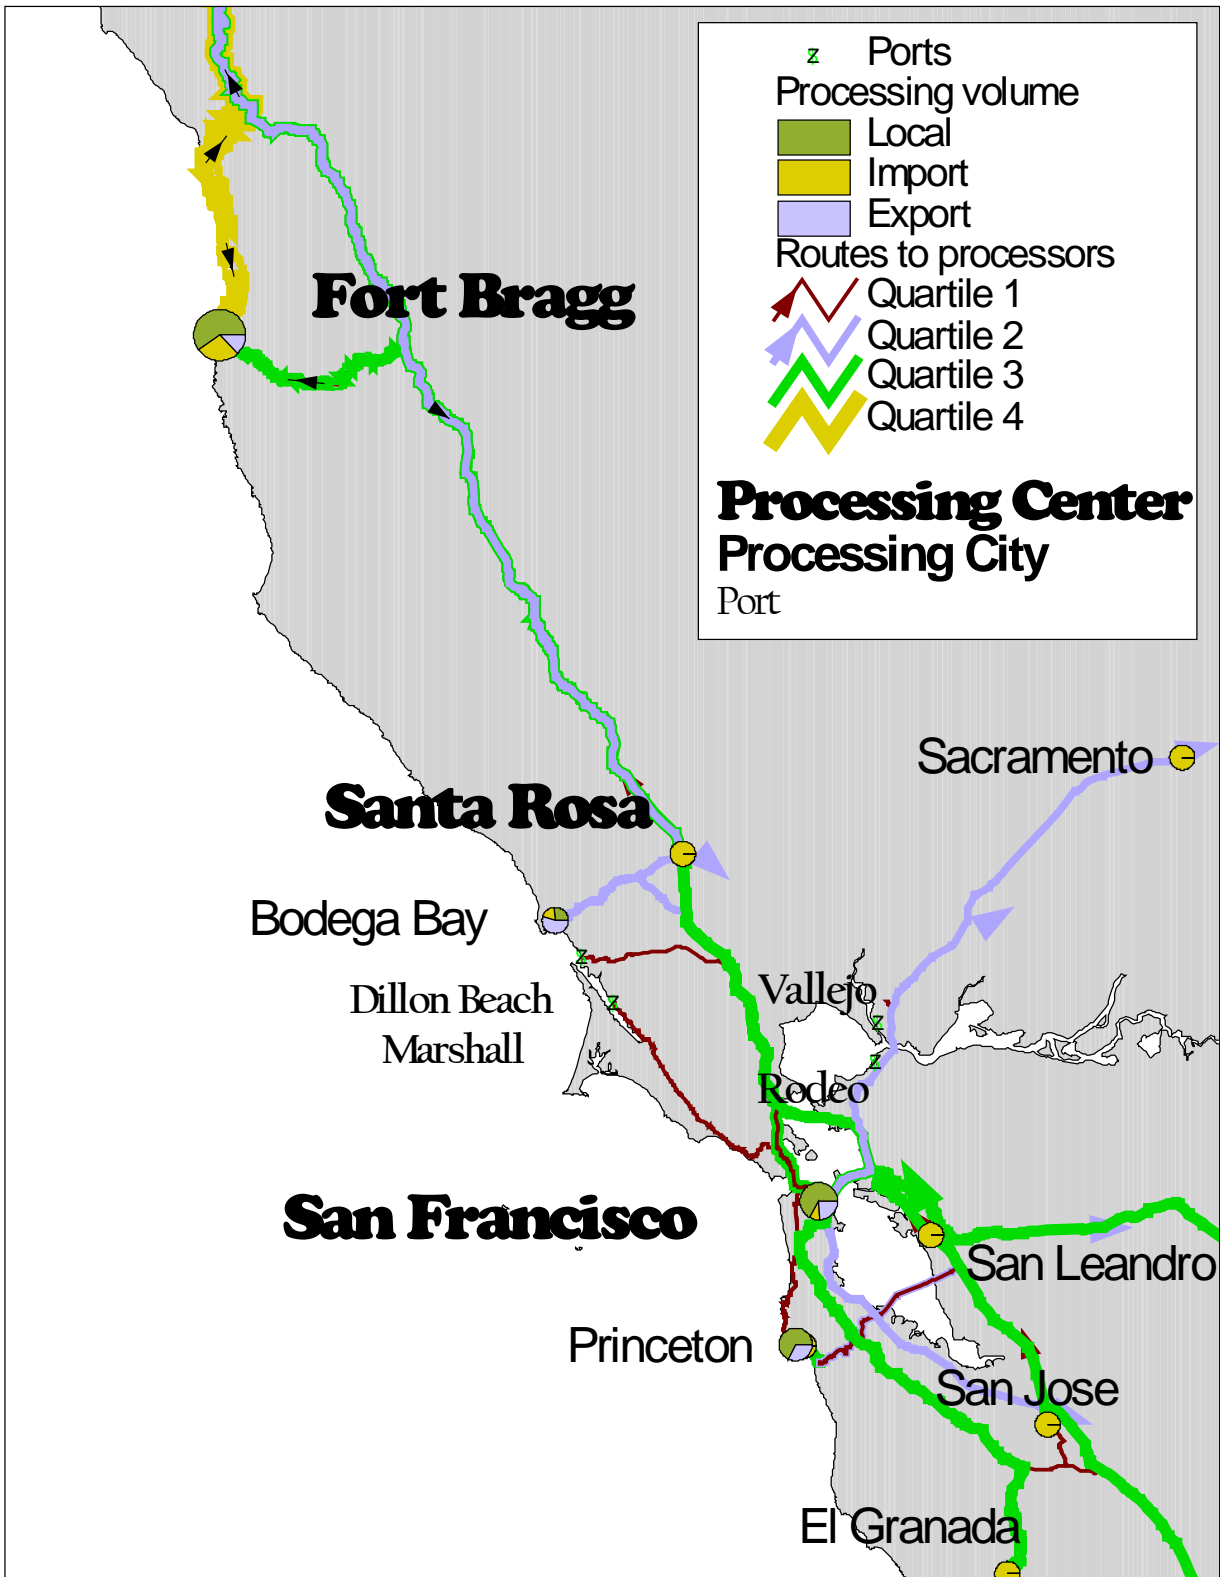 Ports
Processing volume
Local
Import
Export
Routes to processors
Quartile 1
Quartile 2
Quartile 3
Quartile 4
Processing Center
Processing City
Port
Fort Bragg
Sacramento
Santa Rosa
Bodega Bay
Dillon Beach
Vallejo
Marshall
Rodeo
San Francisco
San Leandro
Princeton
San Jose
El Granada